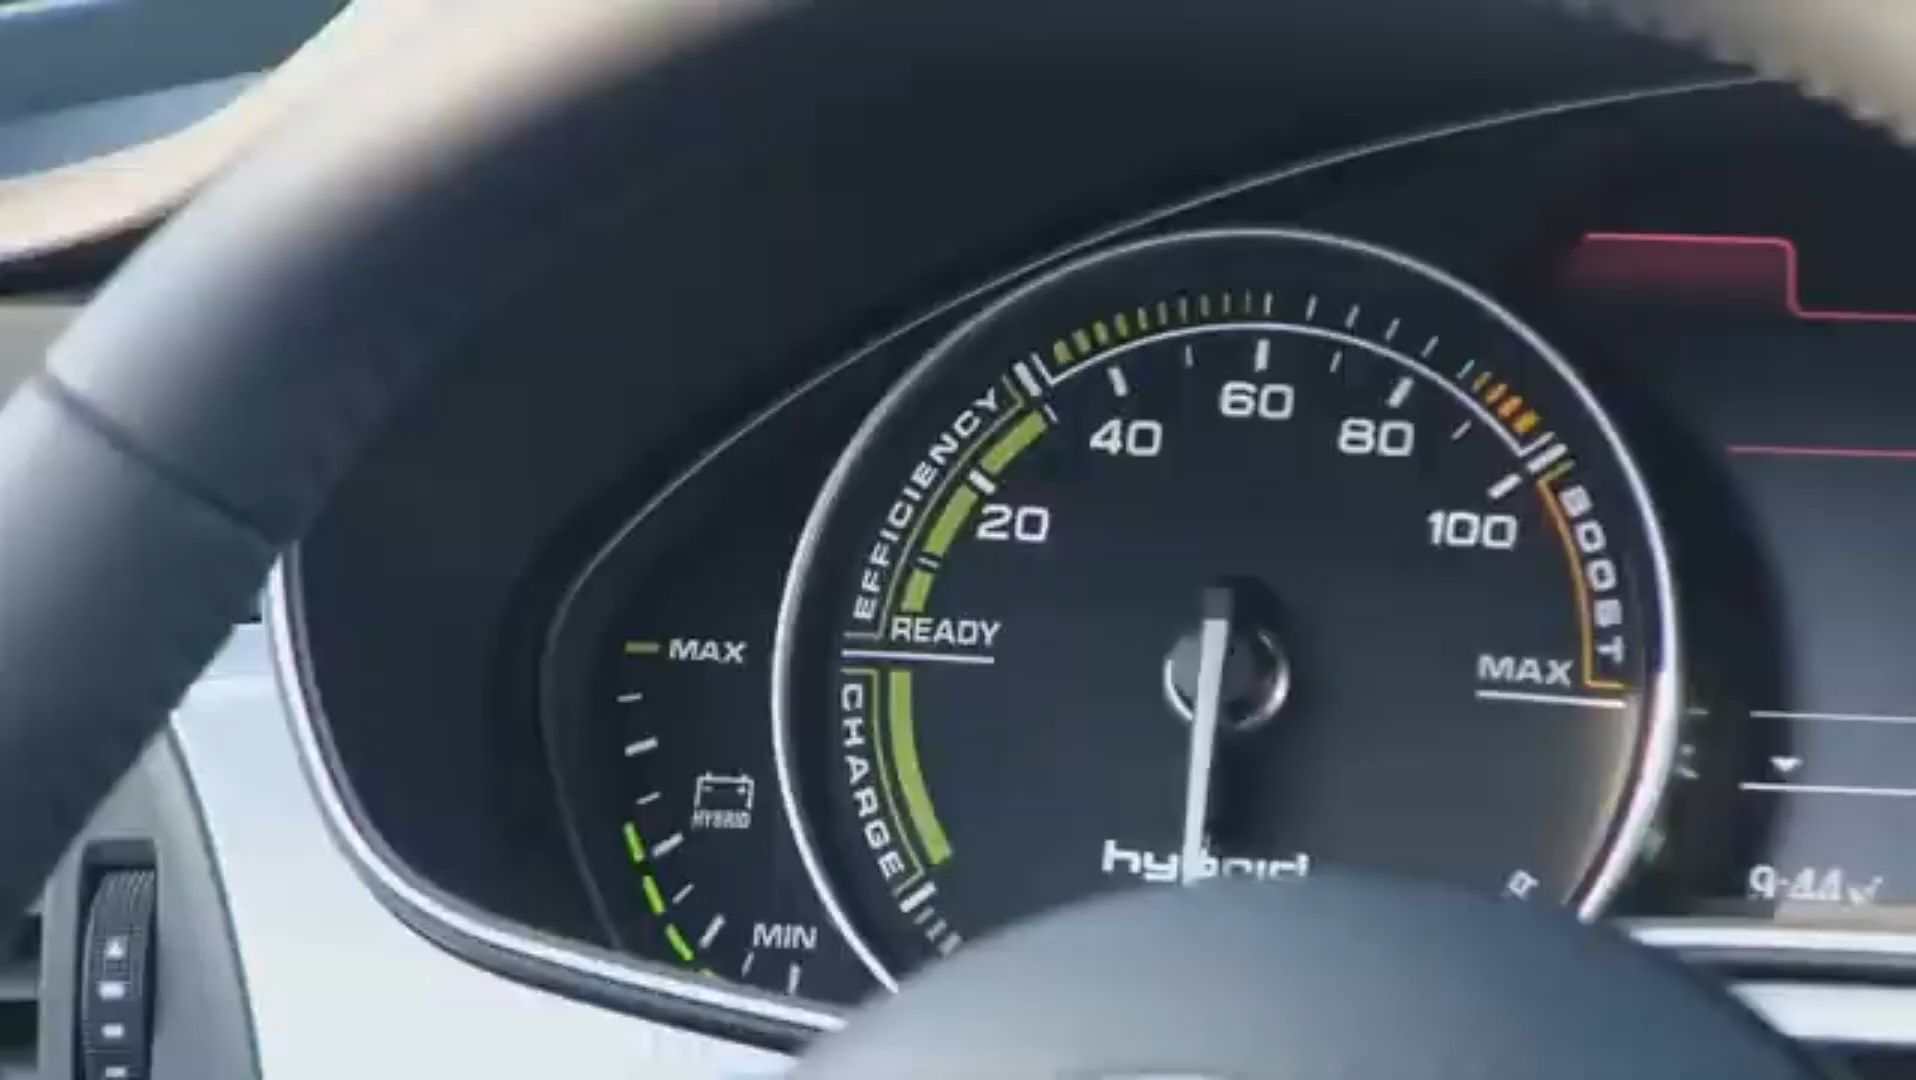 EFFICIENCY
40
60
80
20
100
BOOST
READY
MAX
MAX
CHARGE
HYBRID
hybrid
MIN